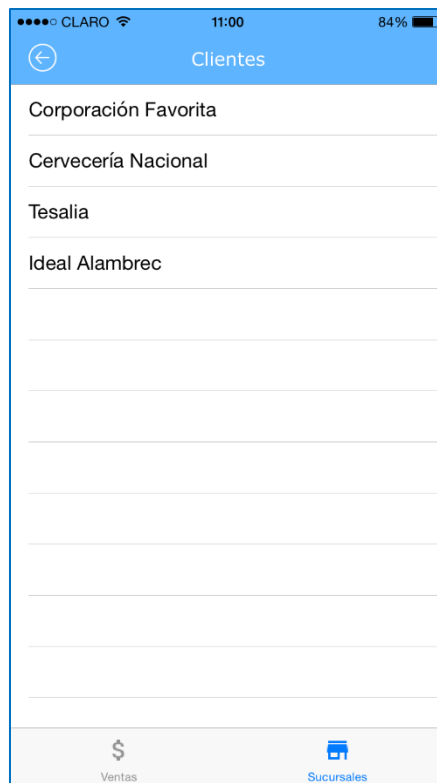 CLARO 11:00 84%
Clientes
Corporación Favorita
Cervecería Nacional
Tesalia
Ideal Alambrec
$
Ventas Sucursales